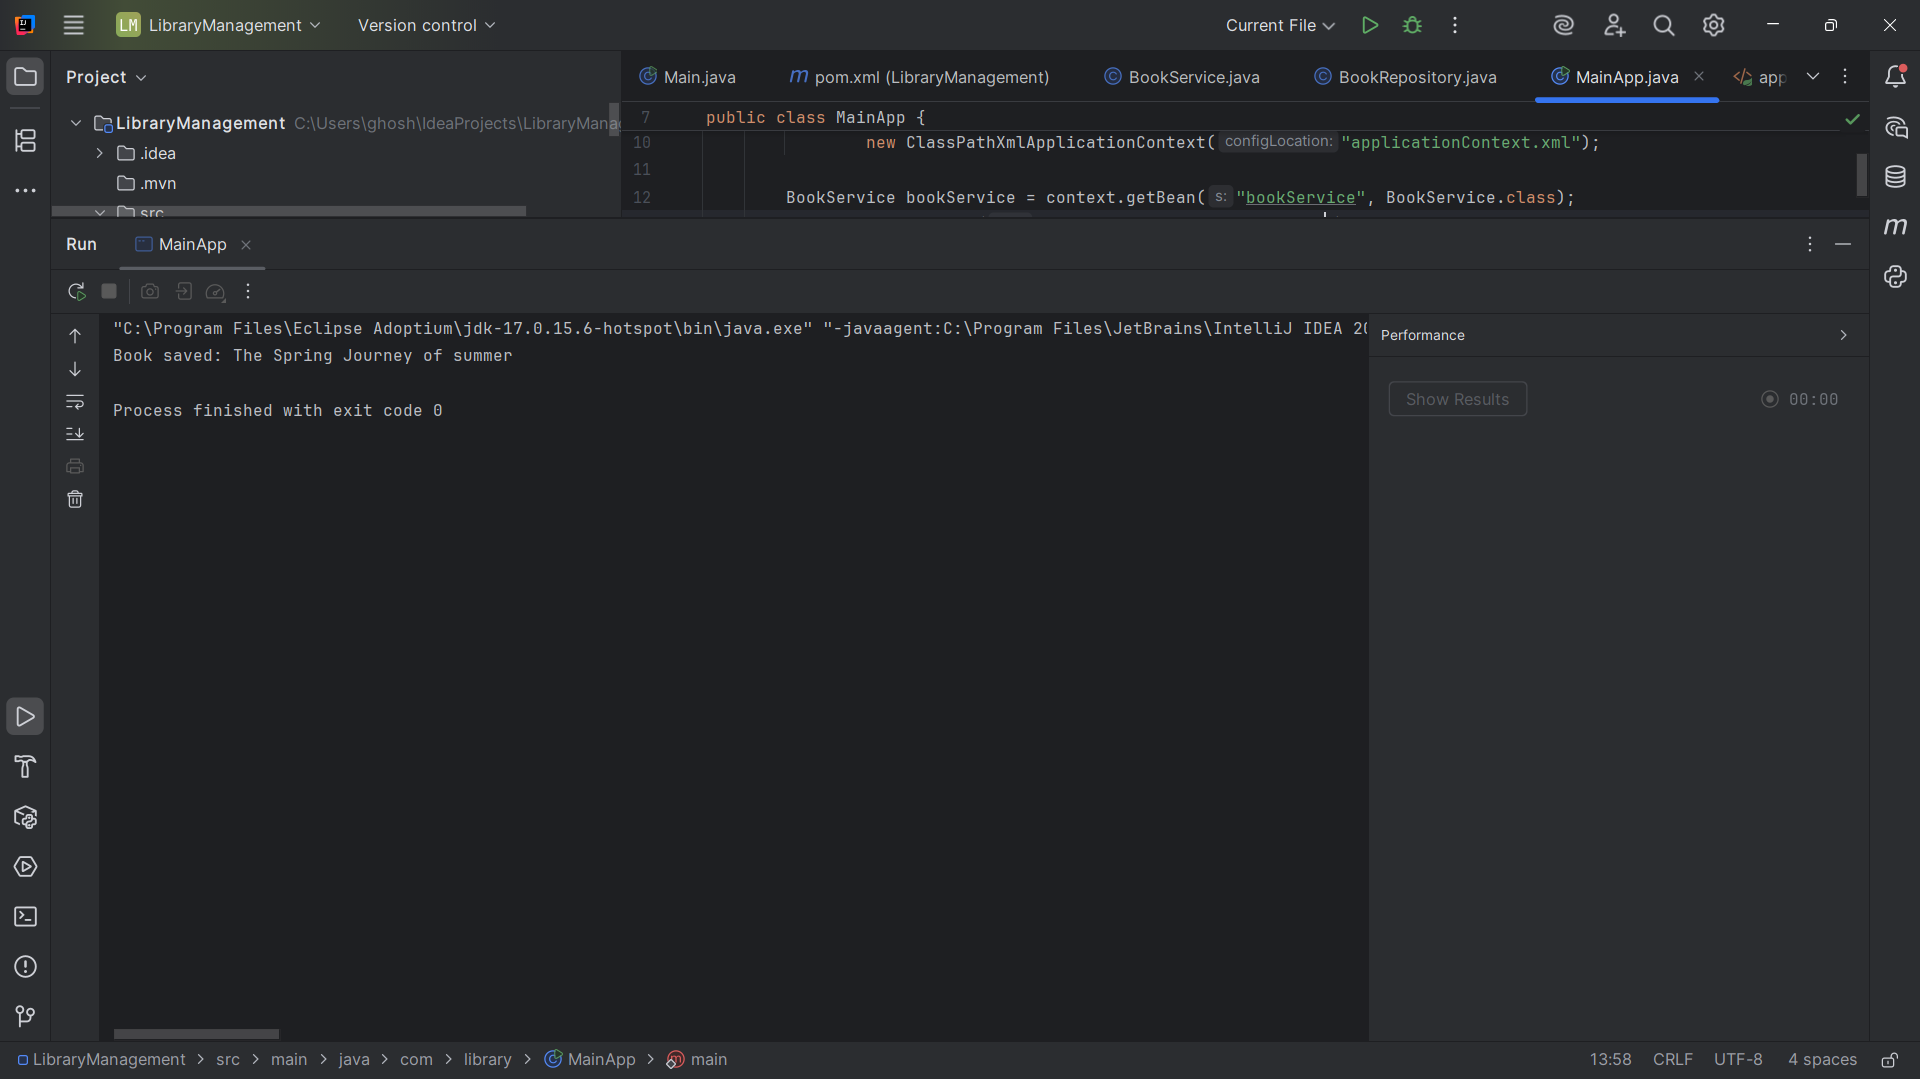 LM LibraryManagement Version control Current File
Project
Main.java
m pom.xml (LibraryManagement)
BookService.java
BookRepository.java
MainApp.java
app
LibraryManagement C:\Users\ghosh\IdeaProjects\LibraryMana
.idea
.mvn
src
7 public class MainApp {
10 new ClassPathXmlApplicationContext( configLocation: "applicationContext.xml");
11
12 BookService bookService = context.getBean( s: "bookService", BookService.class);
Run MainApp
"C:\Program Files\Eclipse Adoptium\jdk-17.0.15.6-hotspot\bin\java.exe" "-javaagent:C:\Program Files\JetBrains\IntelliJ IDEA 20
Book saved: The Spring Journey of summer
Process finished with exit code 0
Performance
Show Results 00:00
LibraryManagement > src > main > java > com > library > MainApp > main
13:58 CRLF UTF-8 4 spaces